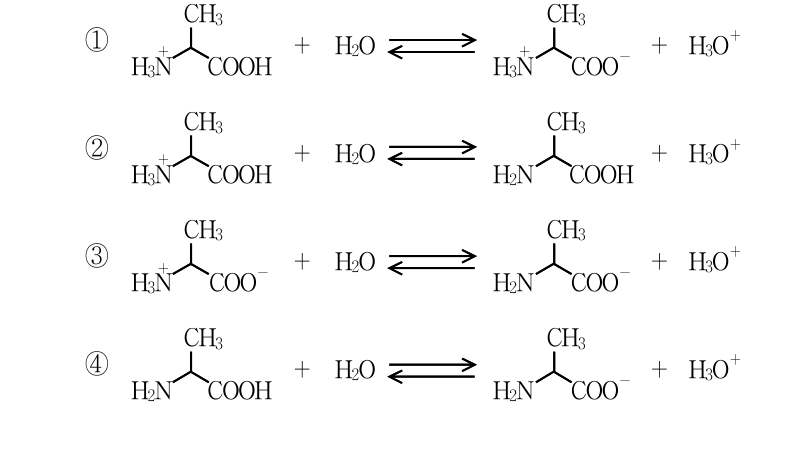 ① CH₃ H₃N⁺ COOH + H₂O ⇌ CH₃ H₃N⁺ COO⁻ + H₃O⁺
② CH₃ H₃N⁺ COOH + H₂O ⇌ CH₃ H₂N COOH + H₃O⁺
③ CH₃ H₃N⁺ COO⁻ + H₂O ⇌ CH₃ H₂N COO⁻ + H₃O⁺
④ CH₃ H₂N COOH + H₂O ⇌ CH₃ H₂N COO⁻ + H₃O⁺